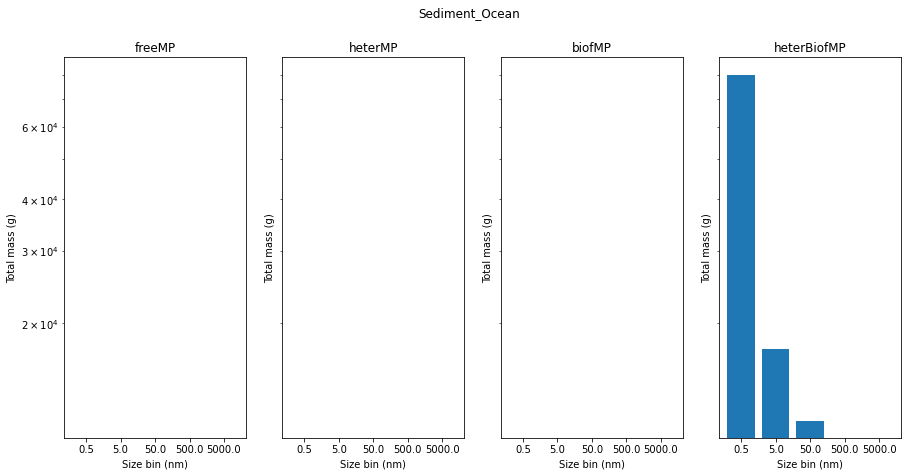 Sediment_Ocean
freeMP
heterMP
biofMP
heterBiofMP
Total mass (g)
6 × 10⁴
4 × 10⁴
3 × 10⁴
2 × 10⁴
0.5 5.0 50.0 500.0 5000.0
Size bin (nm)
Total mass (g)
0.5 5.0 50.0 500.0 5000.0
Size bin (nm)
Total mass (g)
0.5 5.0 50.0 500.0 5000.0
Size bin (nm)
Total mass (g)
0.5 5.0 50.0 500.0 5000.0
Size bin (nm)